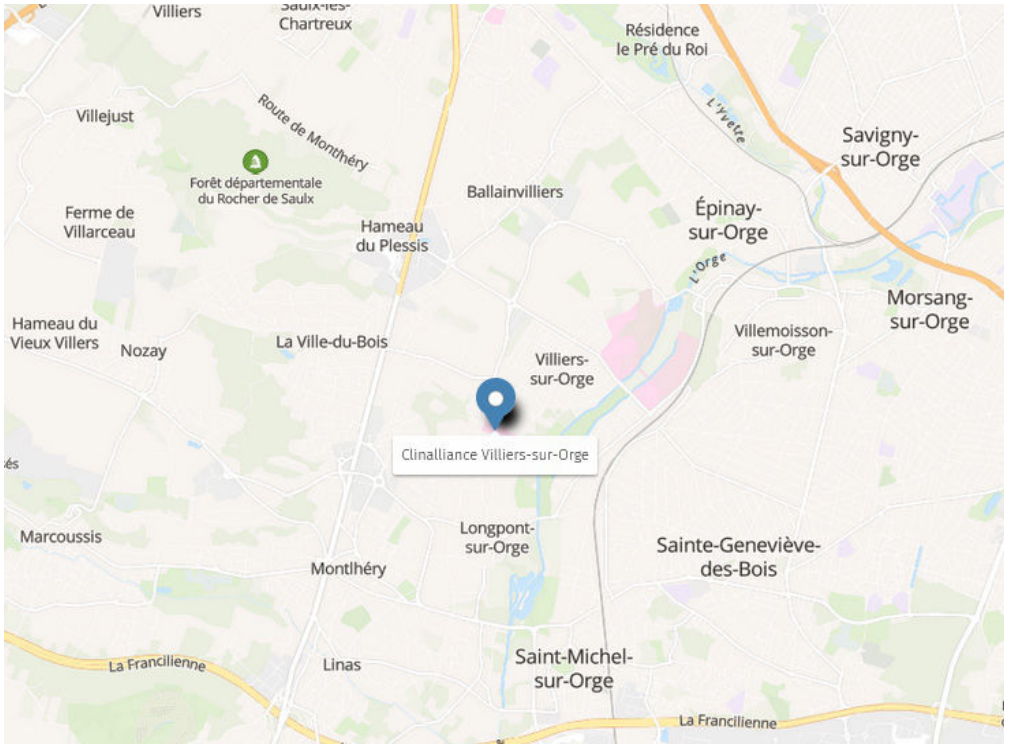 Villiers
Saulx-les-
Chartreux
Résidence
le Pré du Roi
Villejust
Route de Montlhéry
L'Yvette
Savigny-
sur-Orge
Forêt départementale
du Rocher de Saulx
Ballainvilliers
Ferme de
Villarceau
Hameau
du Plessis
Épinay-
sur-Orge
L'Orge
Morsang-
sur-Orge
Hameau du
Vieux Villers
Nozay
La Ville-du-Bois
Villiers-
sur-Orge
Villemoisson-
sur-Orge
Clinalliance Villiers-sur-Orge
Marcoussis
Longpont-
sur-Orge
Sainte-Geneviève-
des-Bois
Montlhéry
La Francilienne
Linas
Saint-Michel-
sur-Orge
La Francilienne